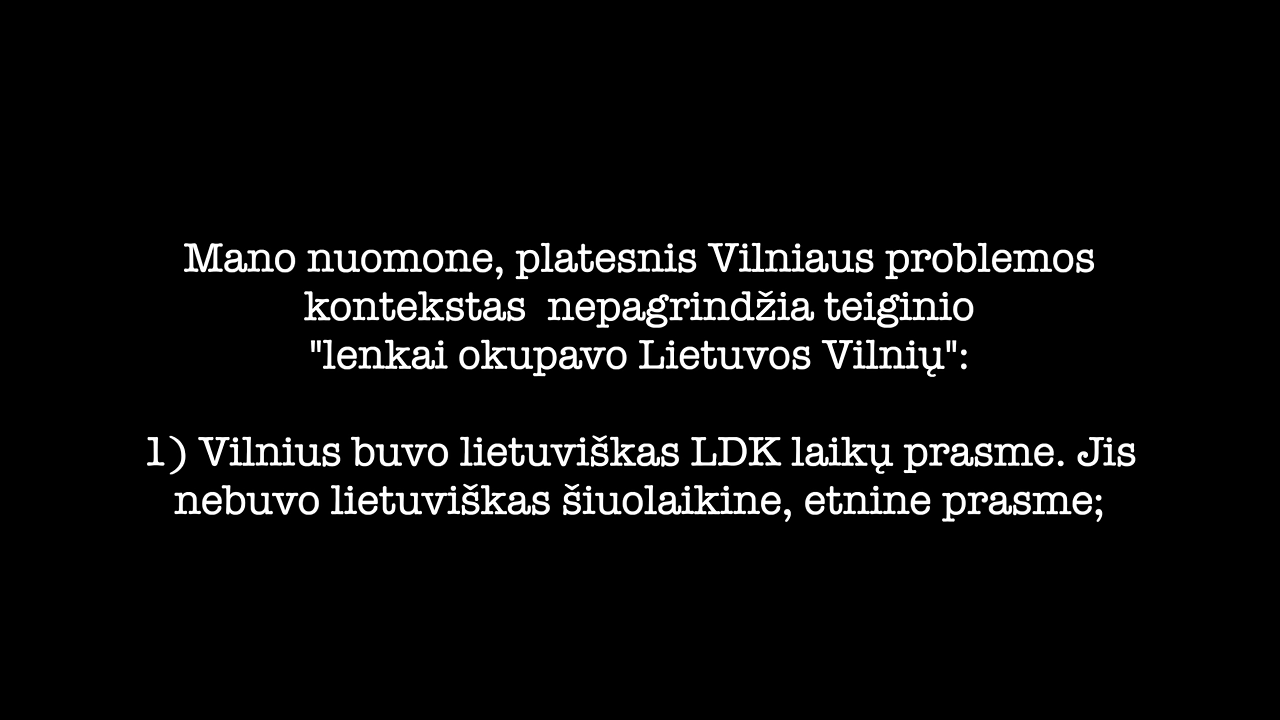 Mano nuomone, platesnis Vilniaus problemos
kontekstas  nepagrindžia teiginio
"lenkai okupavo Lietuvos Vilnių":
1) Vilnius buvo lietuviškas LDK laikų prasme. Jis
nebuvo lietuviškas šiuolaikine, etnine prasme;